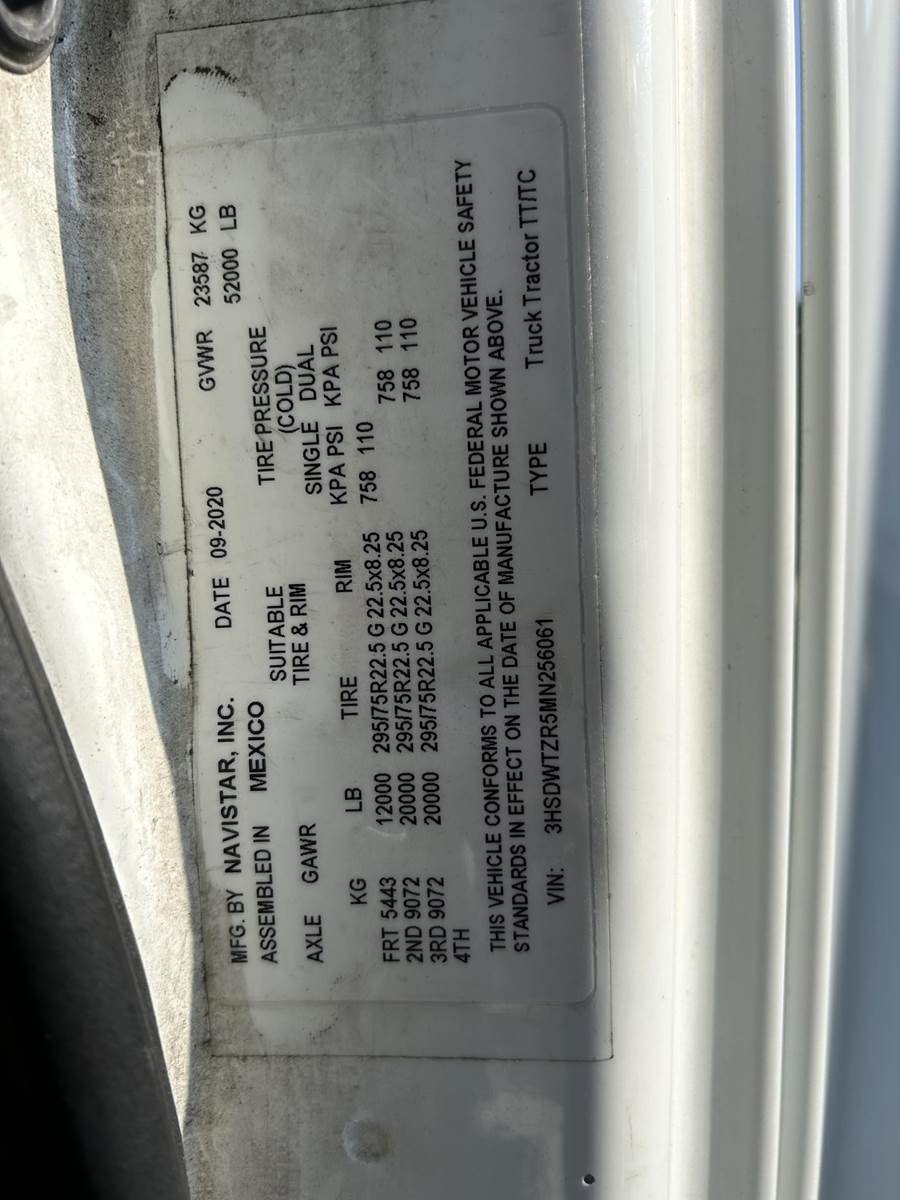 MFG. BY NAVISTAR, INC. DATE 09-2020 GVWR 23587 KG
ASSEMBLED IN MEXICO 52000 LB
SUITABLE TIRE PRESSURE
TIRE & RIM (COLD)
AXLE GAWR SINGLE DUAL
KG LB TIRE RIM KPA PSI KPA PSI
FRT 5443 12000 295/75R22.5 G 22.5x8.25 758 110
2ND 9072 20000 295/75R22.5 G 22.5x8.25 758 110
3RD 9072 20000 295/75R22.5 G 22.5x8.25 758 110
4TH
THIS VEHICLE CONFORMS TO ALL APPLICABLE U.S. FEDERAL MOTOR VEHICLE SAFETY
STANDARDS IN EFFECT ON THE DATE OF MANUFACTURE SHOWN ABOVE.
VIN: 3HSDWTZR5MN256061 TYPE Truck Tractor TT/TC